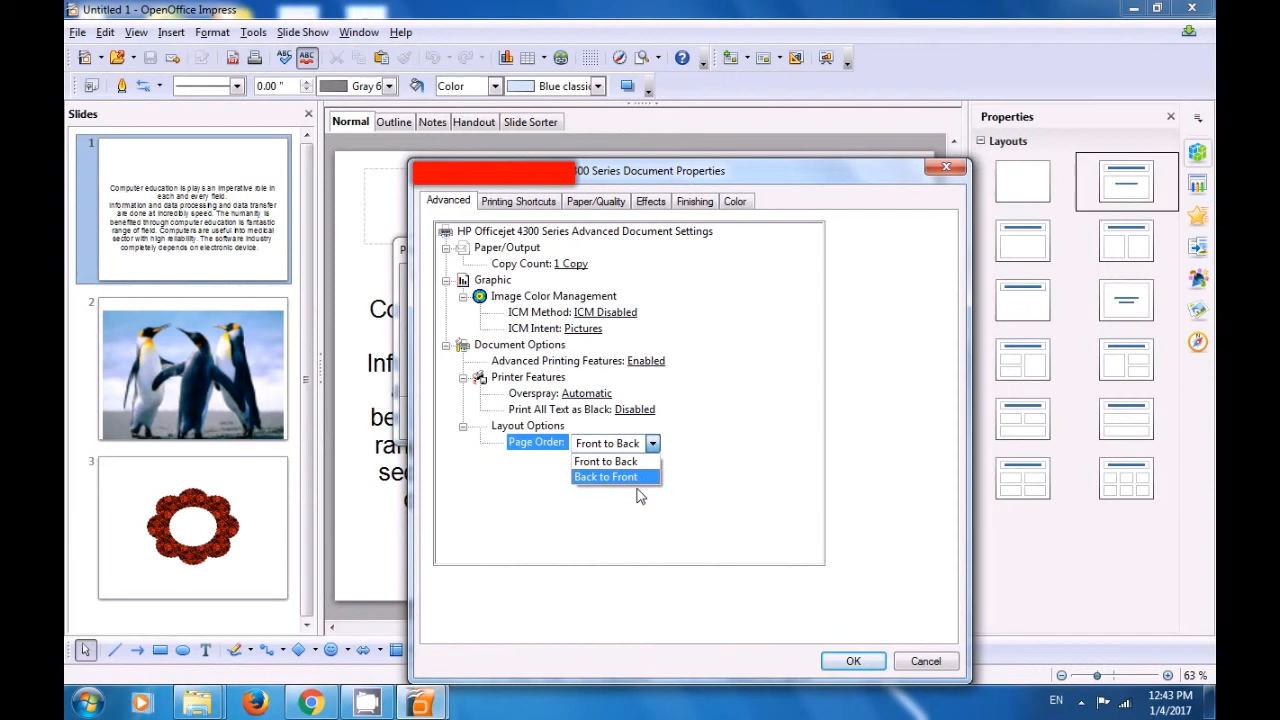 Untitled 1 - OpenOffice Impress
File Edit View Insert Format Tools Slide Show Window Help
ABC ABC
0.00 " Gray 6 Color Blue classic
Slides
Normal Outline Notes Handout Slide Sorter
Properties
Layouts
1
Computer education is plays an imperative role in
each and every field.
Information and data processing and data transfer
are done at incredibly speed. The humanity is
benefited through computer education is fantastic
range of field. Computers are useful into medical
sector with high reliability. The software industry
completely depends on electronic device.
2
3
Co
Inf
be
ran
sec
300 Series Document Properties
Advanced Printing Shortcuts Paper/Quality Effects Finishing Color
HP Officejet 4300 Series Advanced Document Settings
Paper/Output
Copy Count: 1 Copy
Graphic
Image Color Management
ICM Method: ICM Disabled
ICM Intent: Pictures
Document Options
Advanced Printing Features: Enabled
Printer Features
Overspray: Automatic
Print All Text as Black: Disabled
Layout Options
Page Order: Front to Back
Front to Back
Back to Front
OK Cancel
63 %
EN
12:43 PM
1/4/2017